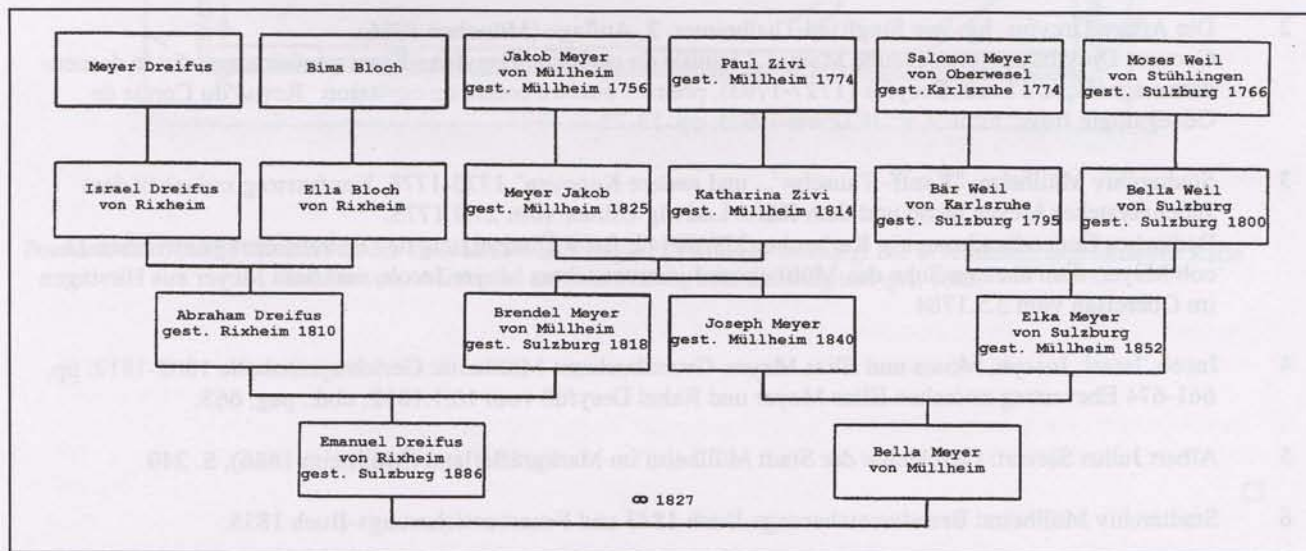 Meyer Dreifus
Bima Bloch
Jakob Meyer
von Müllheim
gest. Müllheim 1756
Paul Zivi
gest. Müllheim 1774
Salomon Meyer
von Oberwesel
gest.Karlsruhe 1774
Moses Weil
von Stühlingen
gest. Sulzburg 1766
Israel Dreifus
von Rixheim
Ella Bloch
von Rixheim
Meyer Jakob
gest. Müllheim 1825
Katharina Zivi
gest. Müllheim 1814
Bär Weil
von Karlsruhe
gest. Sulzburg 1795
Bella Weil
von Sulzburg
gest. Sulzburg 1800
Abraham Dreifus
gest. Rixheim 1810
Brendel Meyer
von Müllheim
gest. Sulzburg 1818
Joseph Meyer
gest. Müllheim 1840
Elka Meyer
von Sulzburg
gest. Müllheim 1852
Emanuel Dreifus
von Rixheim
gest. Sulzburg 1886
Bella Meyer
von Müllheim
⚭ 1827